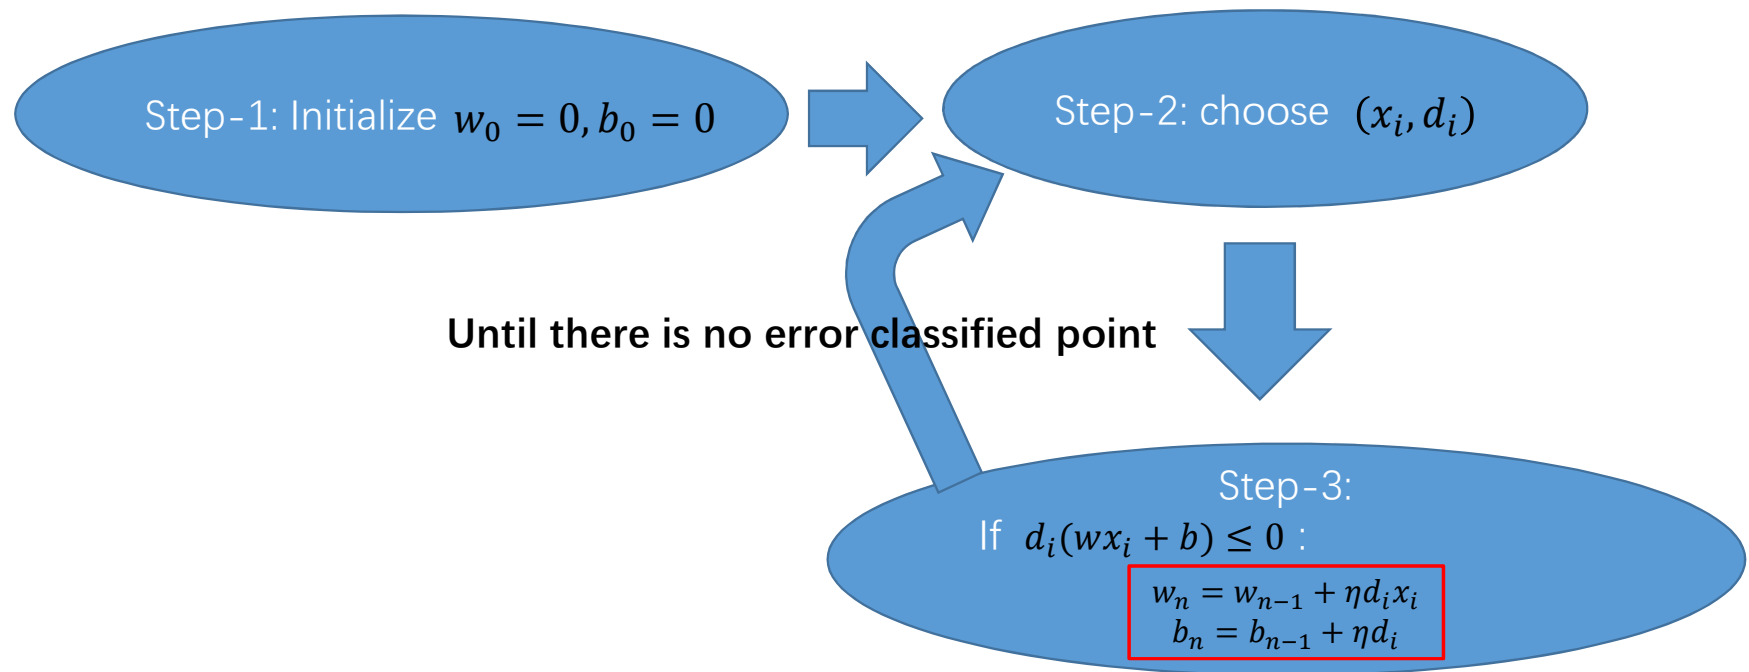 Step-1: Initialize w₀ = 0, b₀ = 0
Step-2: choose (xᵢ, dᵢ)
Until there is no error classified point
Step-3:
If dᵢ(wxᵢ + b) ≤ 0 :
wₙ = wₙ₋₁ + ηdᵢxᵢ
bₙ = bₙ₋₁ + ηdᵢ